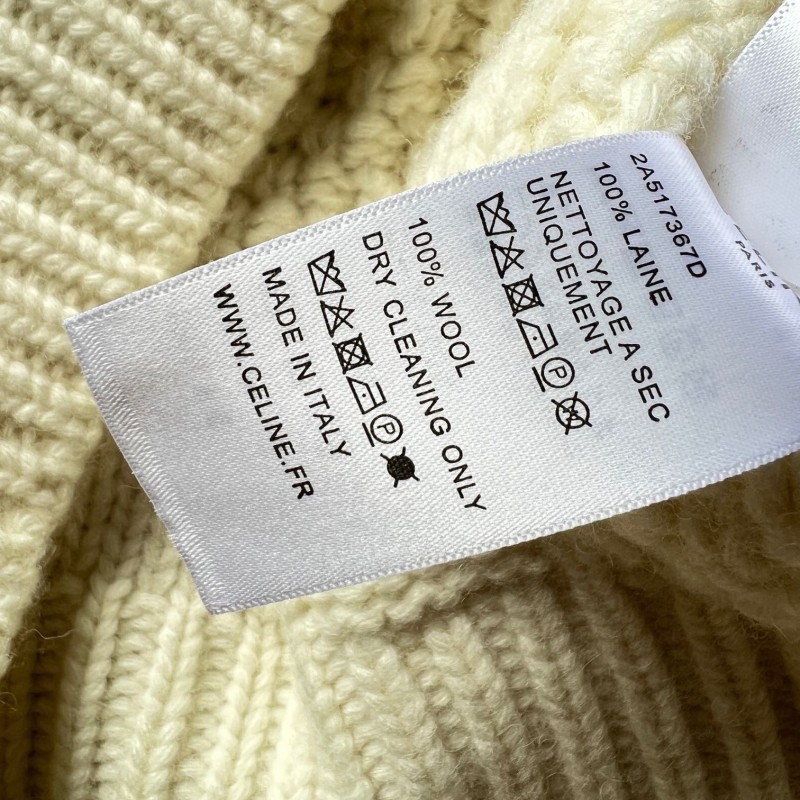 2A517367D
100% LAINE
NETTOYAGE A SEC
UNIQUEMENT
P
100% WOOL
DRY CLEANING ONLY
P
MADE IN ITALY
WWW.CELINE.FR
PARIS